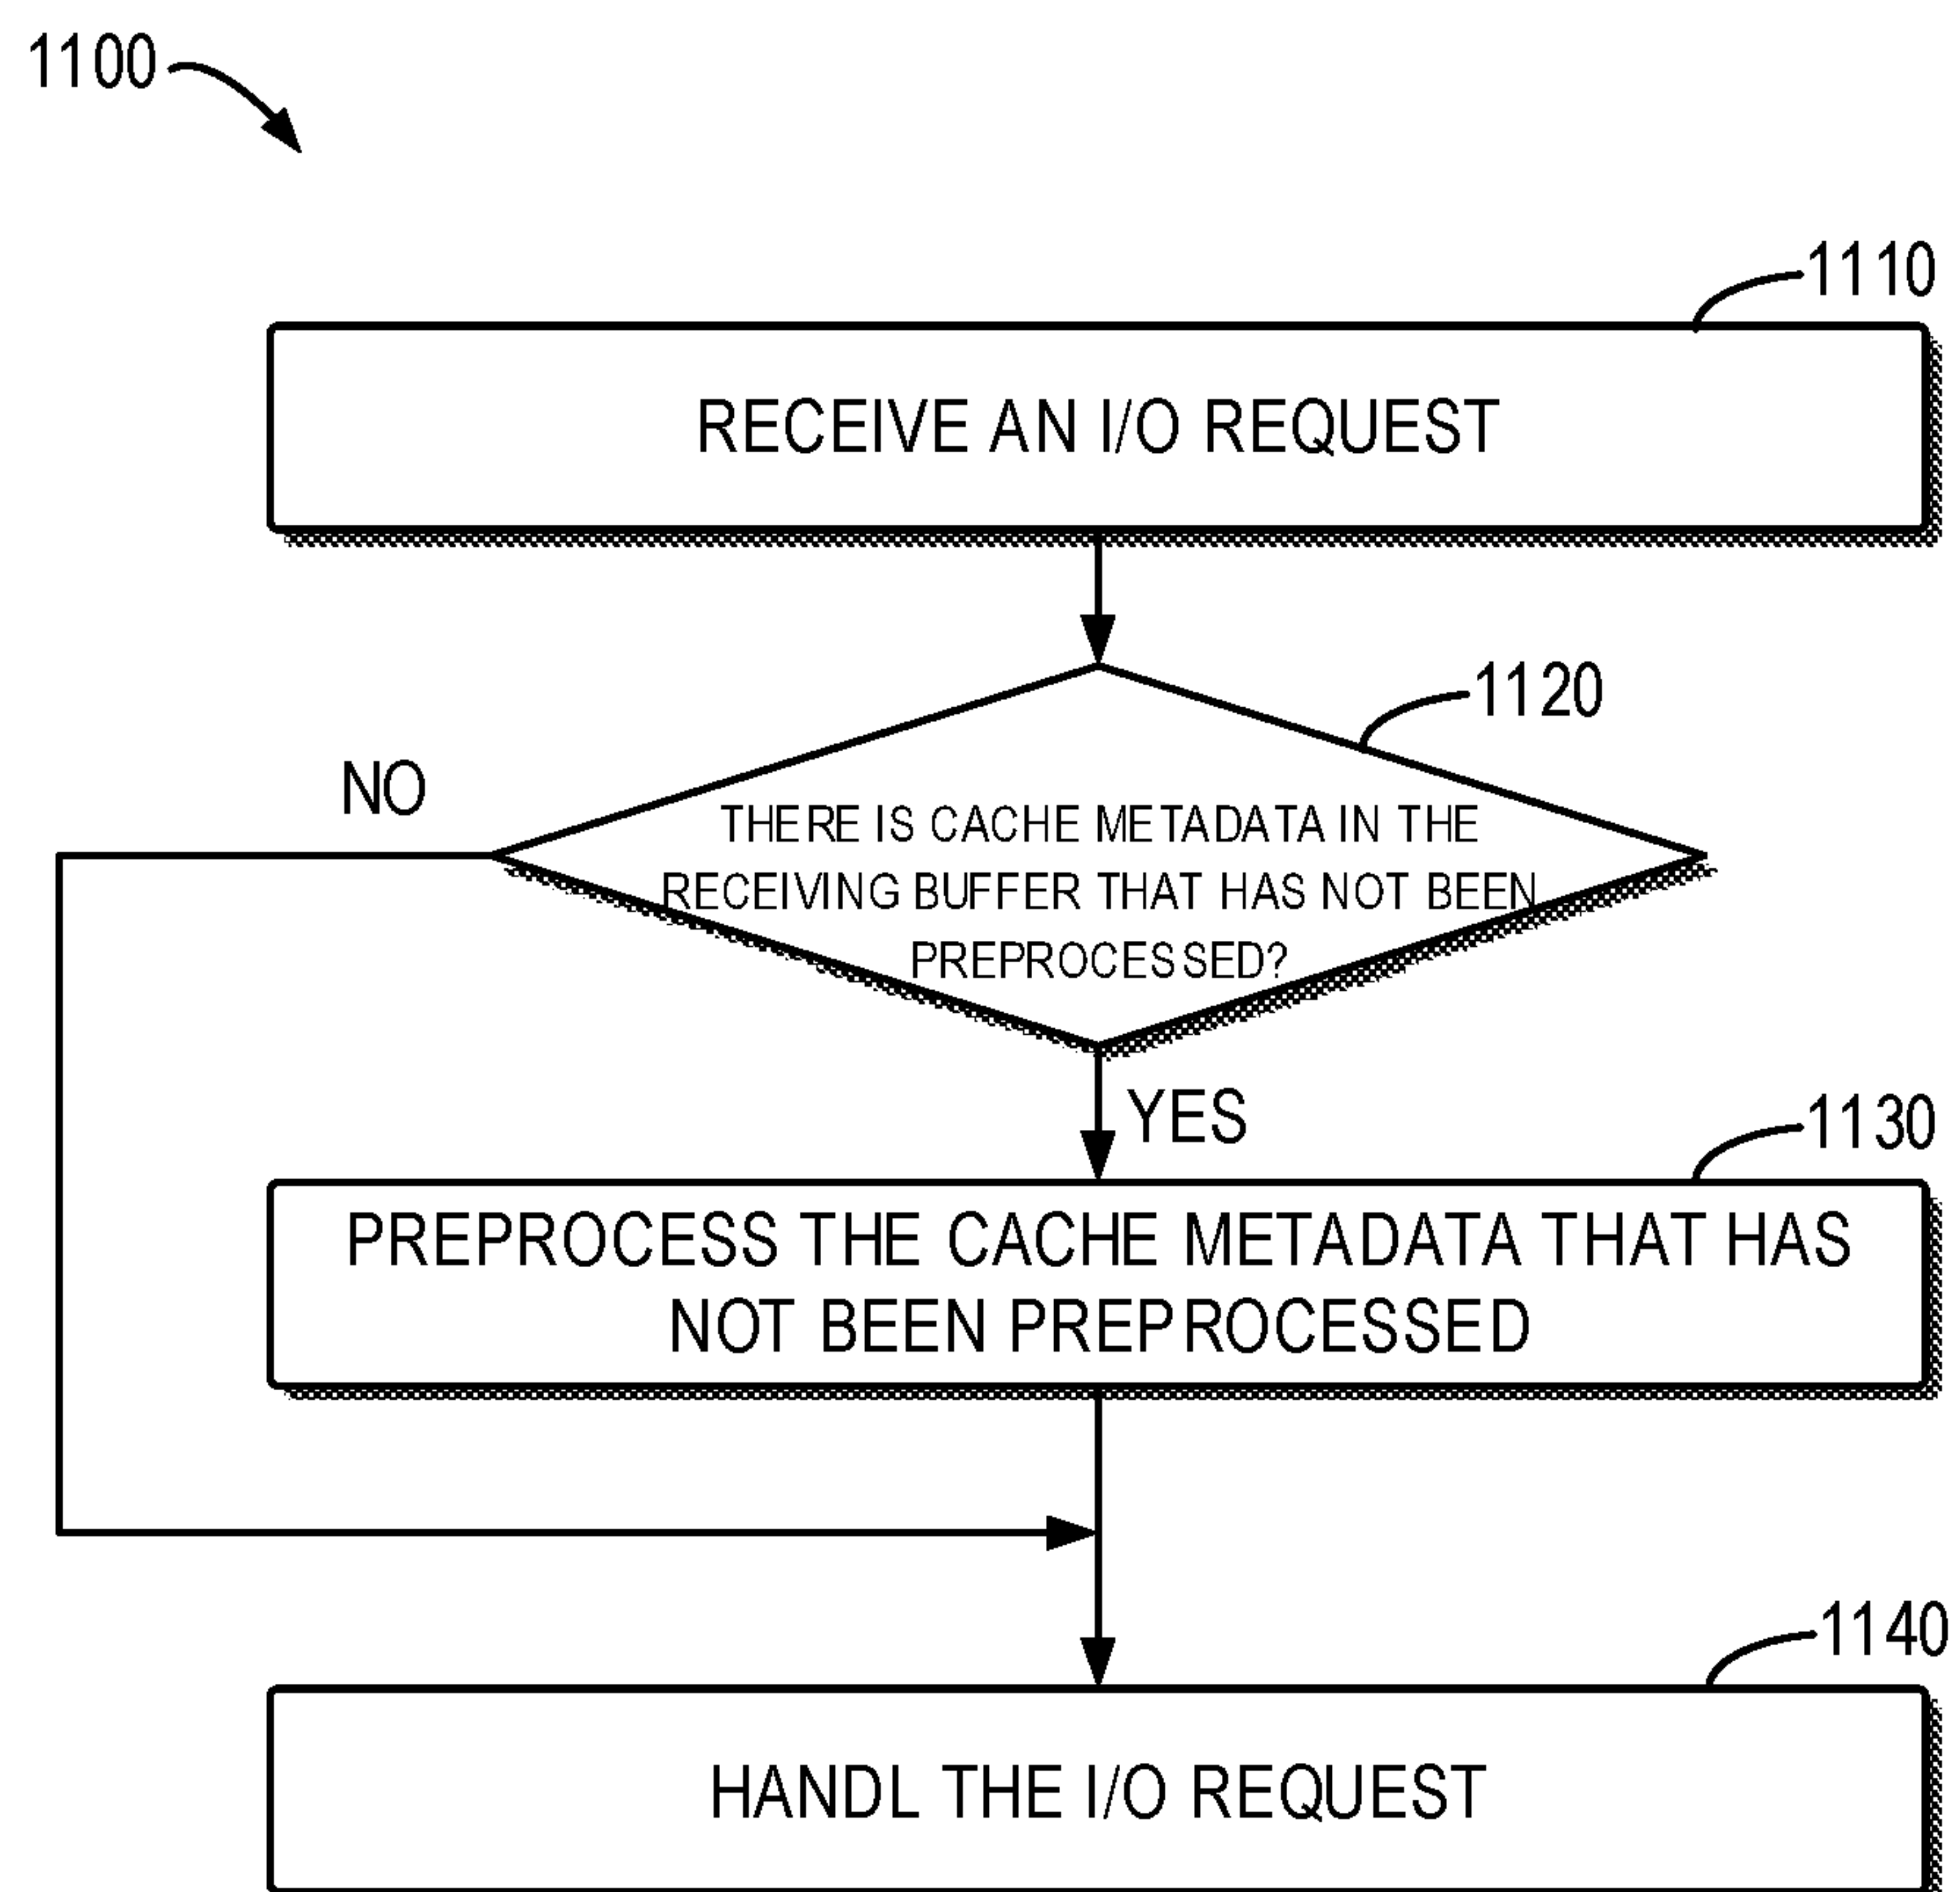 1100
1110
RECEIVE AN I/O REQUEST
1120
NO
THERE IS CACHE METADATA IN THE
RECEIVING BUFFER THAT HAS NOT BEEN
PREPROCESSED?
YES
1130
PREPROCESS THE CACHE METADATA THAT HAS
NOT BEEN PREPROCESSED
1140
HANDL THE I/O REQUEST